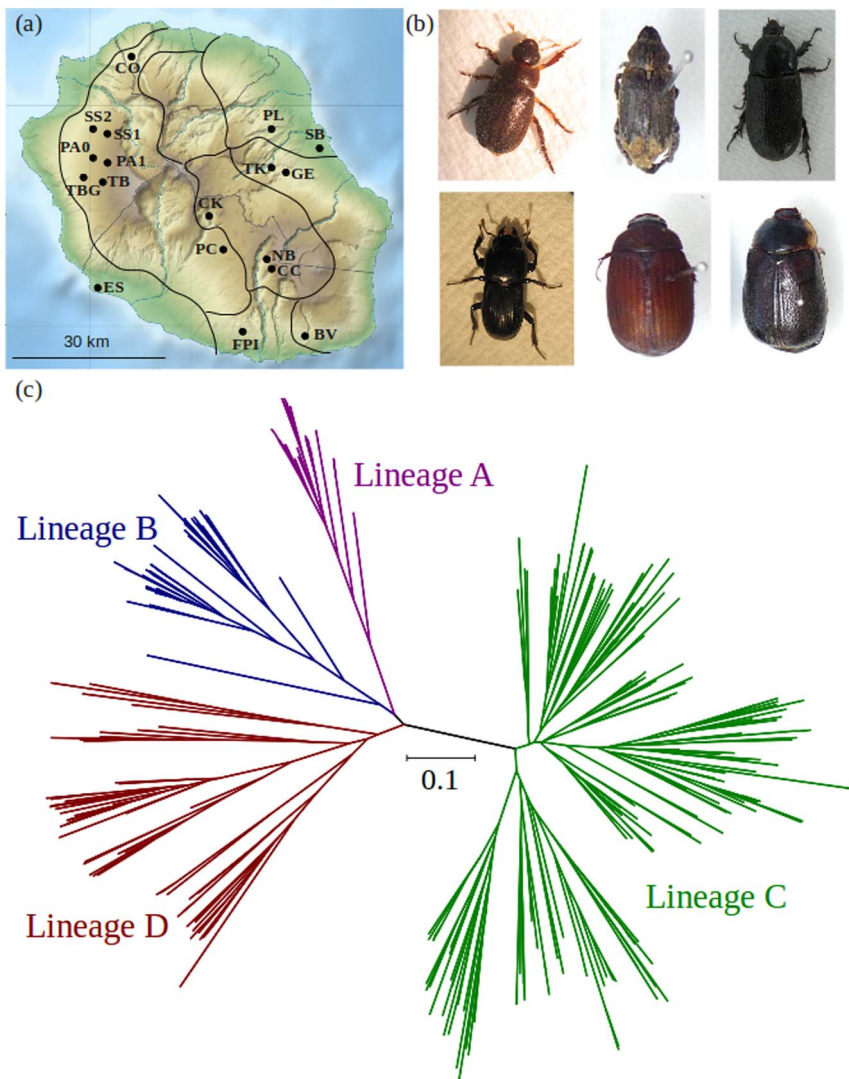 (a)
CO
SS2
SS1
PL
SB
PA0
PA1
TK
GE
TBG
TB
CK
PC
NB
CC
ES
FPI
BV
30 km
(b)
(c)
Lineage A
Lineage B
0.1
Lineage C
Lineage D